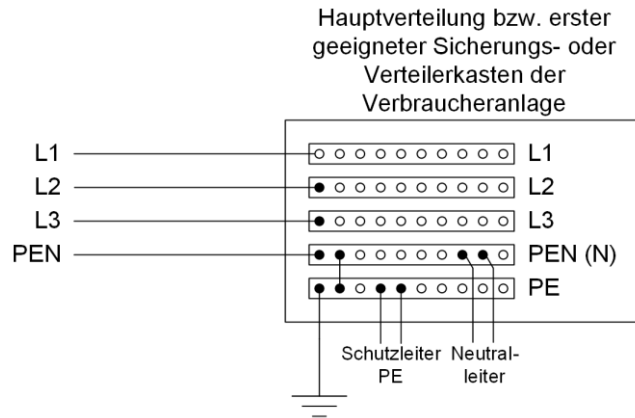 Hauptverteilung bzw. erster
geeigneter Sicherungs- oder
Verteilerkasten der
Verbraucheranlage
L1 L1
L2 L2
L3 L3
PEN PEN (N)
PE
Schutzleiter Neutral-
PE leiter